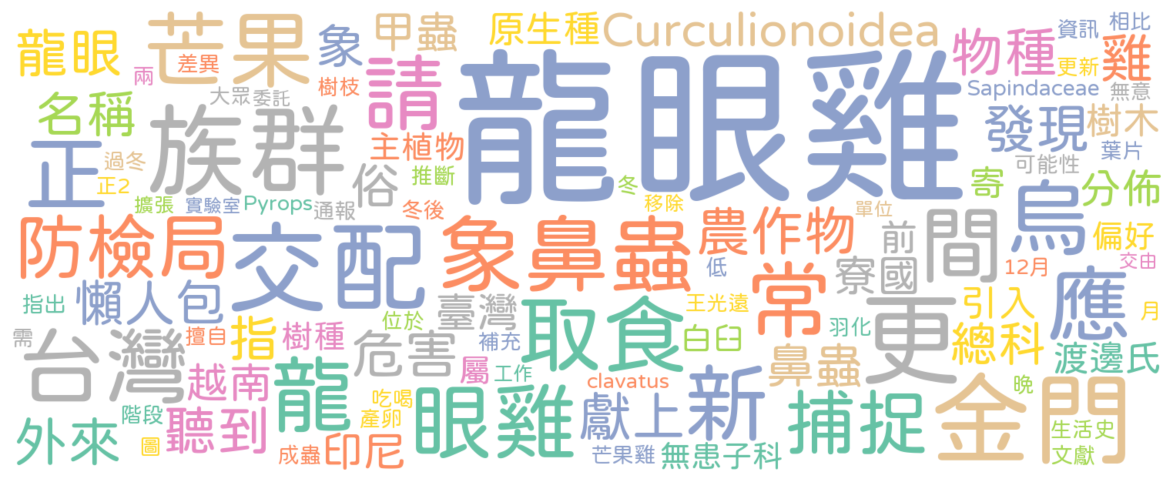 龍眼
芒果
象
甲蟲
原生種
Curculionoidea
物種
資訊
相比
更新
雞
兩
差異
樹枝
請
龍眼雞
Sapindaceae
無意
大眾
委託
名稱
族群
主植物
發現
樹木
葉片
可能性
正
過冬
正2
俗
推斷
冬
寄
分佈
擴張
實驗室
Pyrops
通報
冬後
移除
單位
烏
偏好
交由
防檢局
交配
象鼻蟲
農作物
前
間
國
寮
12月
低
常
指出
懶人包
臺灣
取食
王光遠
白臼
羽化
更
引入
應
月
需
台灣
擅自
指
樹種
位於
危害
補充
總科
渡邊氏
越南
龍
屬
工作
clavatus
鼻蟲
晚
外來
階段
聽到
吃喝
產卵
眼雞
獻上
新
捕捉
金門
生活史
圖
成蟲
印尼
芒果雞
無患子科
文獻